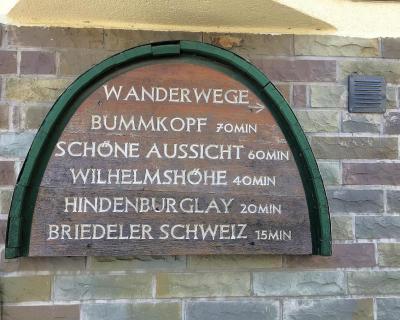 WANDERWEGE →
BUMMKOPF 70MIN
SCHÖNE AUSSICHT 60MIN
WILHELMSHÖHE 40MIN
HINDENBURGLAY 20MIN
BRIEDELER SCHWEIZ 15MIN